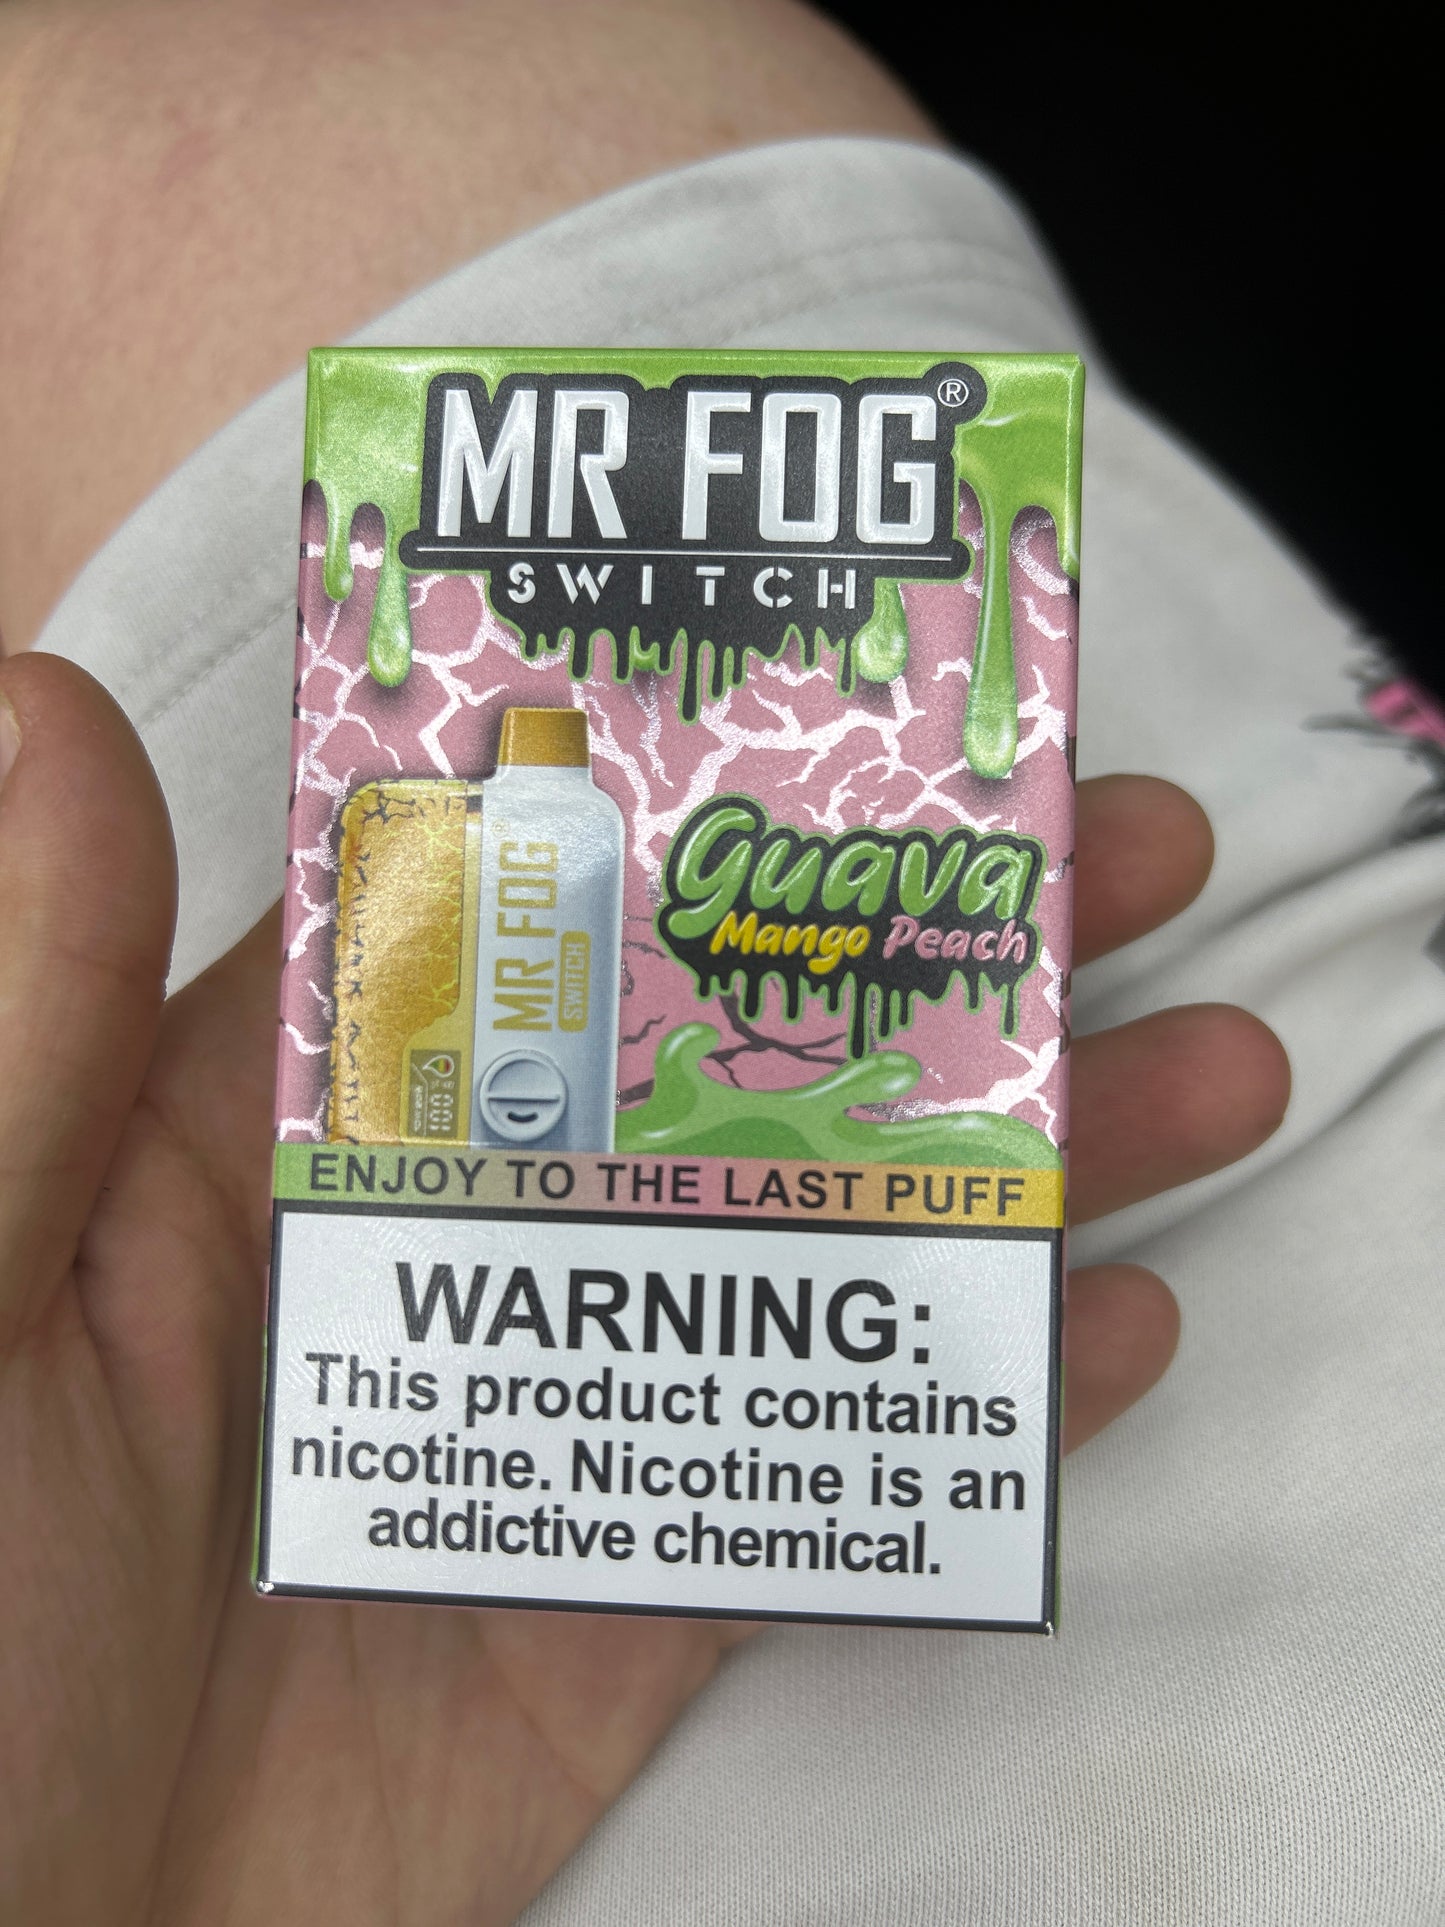 MR FOG®
SWITCH
Guava
Mango Peach
MR FOG®
SWITCH
100%
ENJOY TO THE LAST PUFF
WARNING:
This product contains
nicotine. Nicotine is an
addictive chemical.